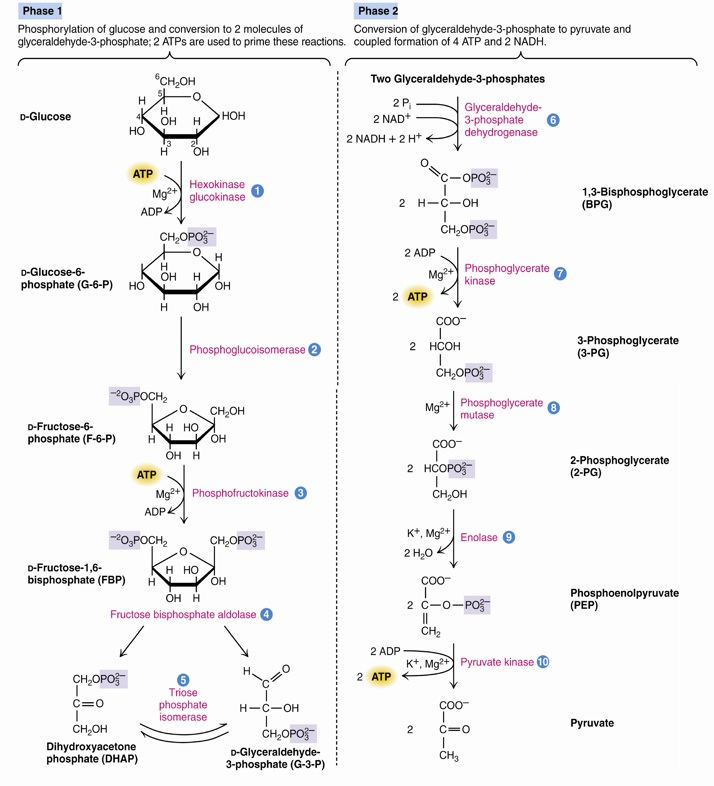 Phase 1
Phosphorylation of glucose and conversion to 2 molecules of
glyceraldehyde-3-phosphate; 2 ATPs are used to prime these reactions.
D-Glucose
6
CH2OH
5
O
H
H
4
OH
H
HOH
HO
3
2
H
OH
ATP
Mg2+
ADP
Hexokinase
glucokinase
1
D-Glucose-6-
phosphate (G-6-P)
CH2OPO3 2−
O
H
H
H
OH
H
HO
OH
H
OH
Phosphoglucoisomerase
2
D-Fructose-6-
phosphate (F-6-P)
−2O3POCH2
O
CH2OH
H
H
HO
OH
OH
H
ATP
Mg2+
ADP
Phosphofructokinase
3
D-Fructose-1,6-
bisphosphate (FBP)
−2O3POCH2
O
CH2OPO3 2−
H
H
HO
OH
OH
H
Fructose bisphosphate aldolase
4
CH2OPO3 2−
C=O
CH2OH
Dihydroxyacetone
phosphate (DHAP)
5
Triose
phosphate
isomerase
H
O
C
H–C–OH
CH2OPO3 2−
D-Glyceraldehyde-
3-phosphate (G-3-P)
Phase 2
Conversion of glyceraldehyde-3-phosphate to pyruvate and
coupled formation of 4 ATP and 2 NADH.
Two Glyceraldehyde-3-phosphates
2 Pi
2 NAD+
2 NADH + 2 H+
Glyceraldehyde-
3-phosphate
dehydrogenase
6
O
C–OPO3 2−
2 H–C–OH
CH2OPO3 2−
1,3-Bisphosphoglycerate
(BPG)
2 ADP
Mg2+
2 ATP
Phosphoglycerate
kinase
7
COO−
2 HCOH
CH2OPO3 2−
3-Phosphoglycerate
(3-PG)
Mg2+
Phosphoglycerate
mutase
8
COO−
2 HCOPO3 2−
CH2OH
2-Phosphoglycerate
(2-PG)
K+, Mg2+
2 H2O
Enolase
9
COO−
2 C–O–PO3 2−
CH2
Phosphoenolpyruvate
(PEP)
2 ADP
K+, Mg2+
2 ATP
Pyruvate kinase
10
COO−
2 C=O
CH3
Pyruvate